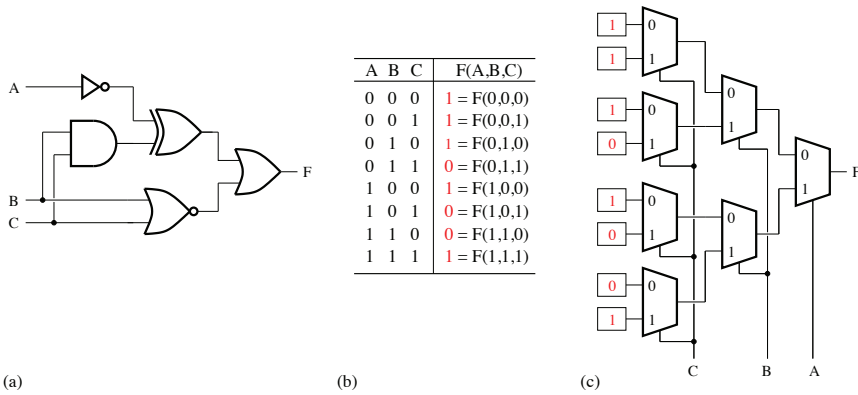 A
B
C
F
(a)
A B C F(A,B,C)
0 0 0 1 = F(0,0,0)
0 0 1 1 = F(0,0,1)
0 1 0 1 = F(0,1,0)
0 1 1 0 = F(0,1,1)
1 0 0 1 = F(1,0,0)
1 0 1 0 = F(1,0,1)
1 1 0 0 = F(1,1,0)
1 1 1 1 = F(1,1,1)
(b)
1 0
1 1
0
1 0
1
0 1
0
F
1
1 0
0
0 1
1
0 0
1 1
C B A
(c)